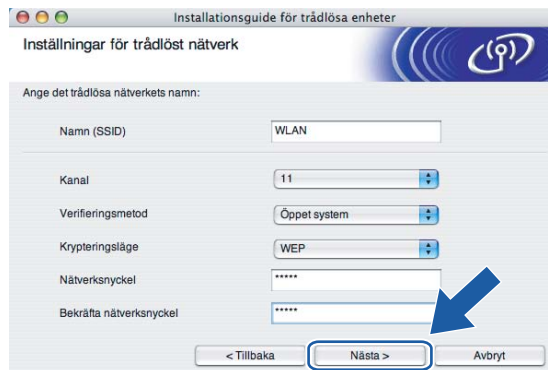 Installationsguide för trådlösa enheter
Inställningar för trådlöst nätverk
Ange det trådlösa nätverkets namn:
Namn (SSID) WLAN
Kanal 11
Verifieringsmetod Öppet system
Krypteringsläge WEP
Nätverksnyckel *****
Bekräfta nätverksnyckel *****
< Tillbaka Nästa > Avbryt